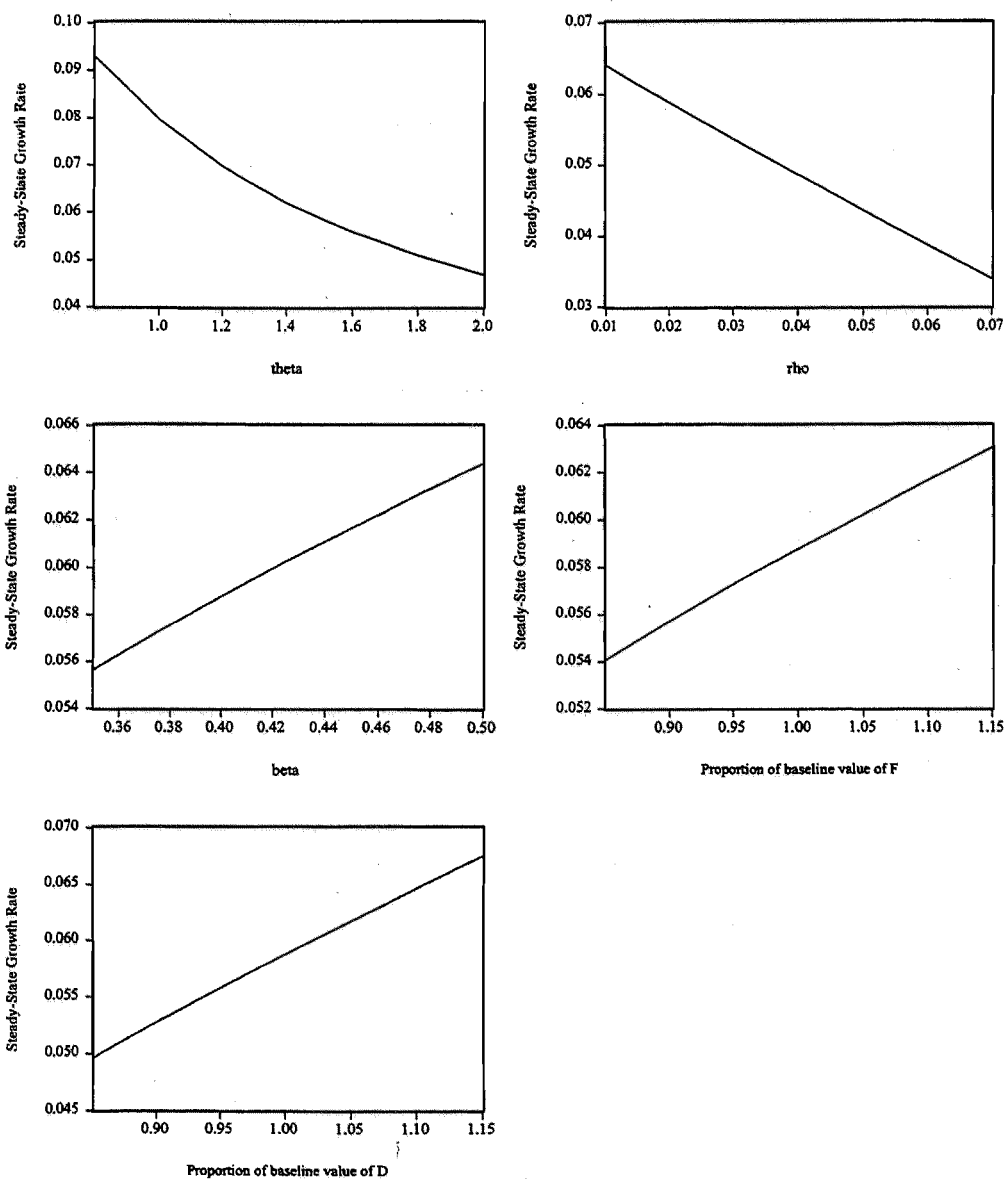 0.10
0.09
0.08
0.07
0.06
0.05
0.04
Steady-State Growth Rate
1.0 1.2 1.4 1.6 1.8 2.0
theta
0.07
0.06
0.05
0.04
0.03
Steady-State Growth Rate
0.01 0.02 0.03 0.04 0.05 0.06 0.07
rho
0.066
0.064
0.062
0.060
0.058
0.056
0.054
Steady-State Growth Rate
0.36 0.38 0.40 0.42 0.44 0.46 0.48 0.50
beta
0.064
0.062
0.060
0.058
0.056
0.054
0.052
Steady-State Growth Rate
0.90 0.95 1.00 1.05 1.10 1.15
Proportion of baseline value of F
0.070
0.065
0.060
0.055
0.050
0.045
Steady-State Growth Rate
0.90 0.95 1.00 1.05 1.10 1.15
Proportion of baseline value of D